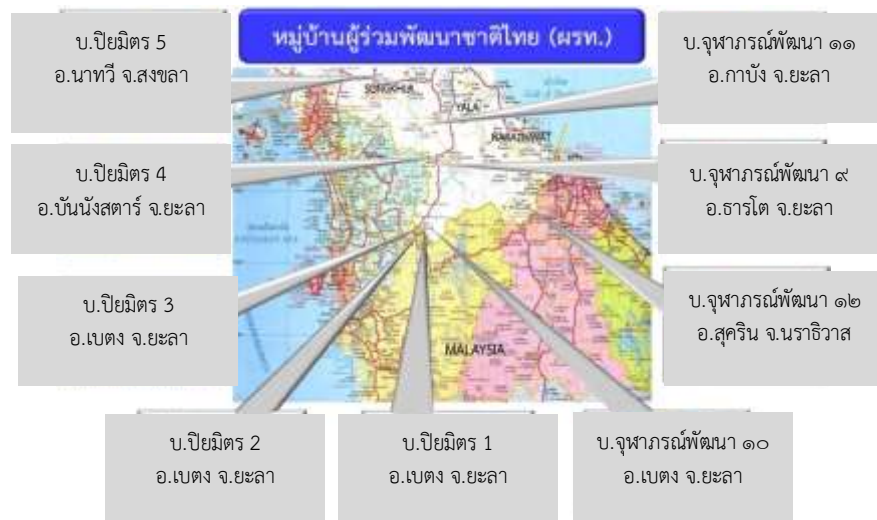 หมู่บ้านผู้ร่วมพัฒนาชาติไทย (ผรท.)
บ.ปิยมิตร 5
อ.นาทวี จ.สงขลา
บ.จุฬาภรณ์พัฒนา ๑๑
อ.กาบัง จ.ยะลา
SONGKHLA
YALA
NARATHIWAT
บ.ปิยมิตร 4
อ.บันนังสตาร์ จ.ยะลา
บ.จุฬาภรณ์พัฒนา ๙
อ.ธารโต จ.ยะลา
บ.ปิยมิตร 3
อ.เบตง จ.ยะลา
บ.จุฬาภรณ์พัฒนา ๑๒
อ.สุคริน จ.นราธิวาส
MALAYSIA
บ.ปิยมิตร 2
อ.เบตง จ.ยะลา
บ.ปิยมิตร 1
อ.เบตง จ.ยะลา
บ.จุฬาภรณ์พัฒนา ๑๐
อ.เบตง จ.ยะลา